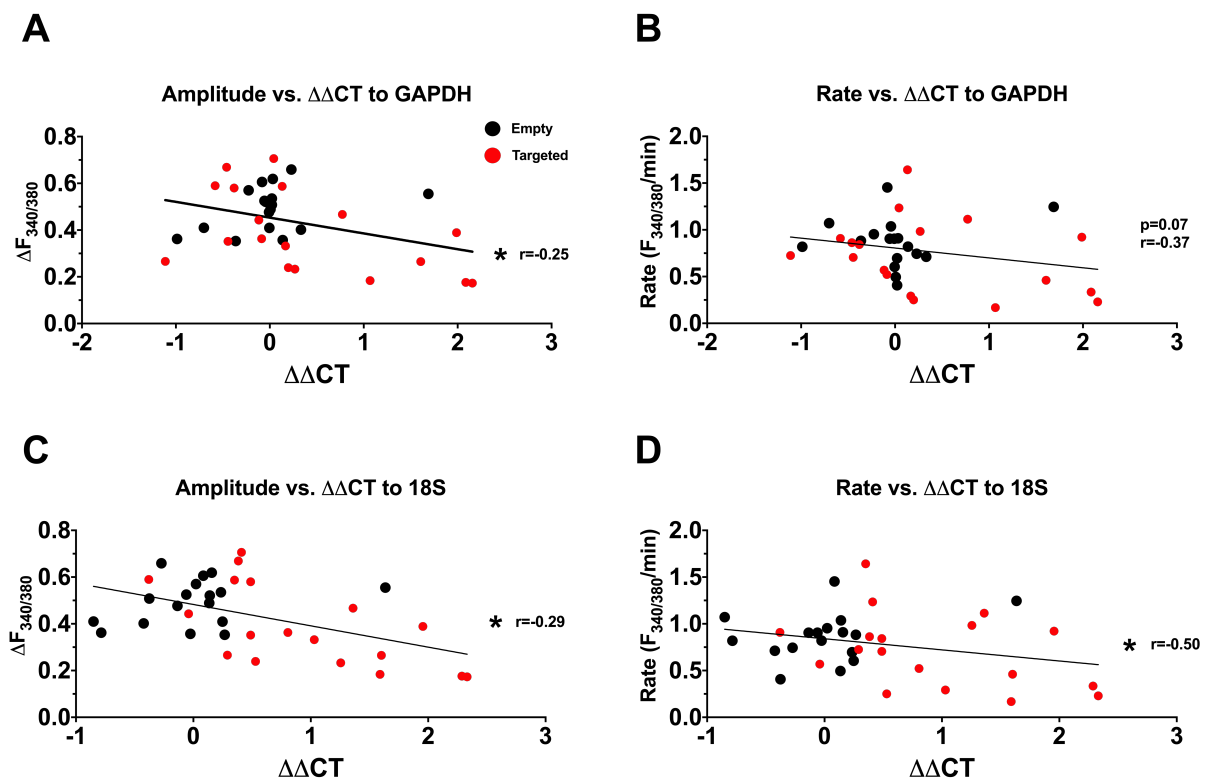 A
Amplitude vs. ΔΔCT to GAPDH
Empty
Targeted
ΔF340/380
0.8
0.6
0.4
0.2
0.0
-2
-1
0
1
2
3
ΔΔCT
* r=-0.25
B
Rate vs. ΔΔCT to GAPDH
Rate (F340/380/min)
2.0
1.5
1.0
0.5
0.0
-2
-1
0
1
2
3
ΔΔCT
p=0.07
r=-0.37
C
Amplitude vs. ΔΔCT to 18S
ΔF340/380
0.8
0.6
0.4
0.2
0.0
-1
0
1
2
3
ΔΔCT
* r=-0.29
D
Rate vs. ΔΔCT to 18S
Rate (F340/380/min)
2.0
1.5
1.0
0.5
0.0
-1
0
1
2
3
ΔΔCT
* r=-0.50